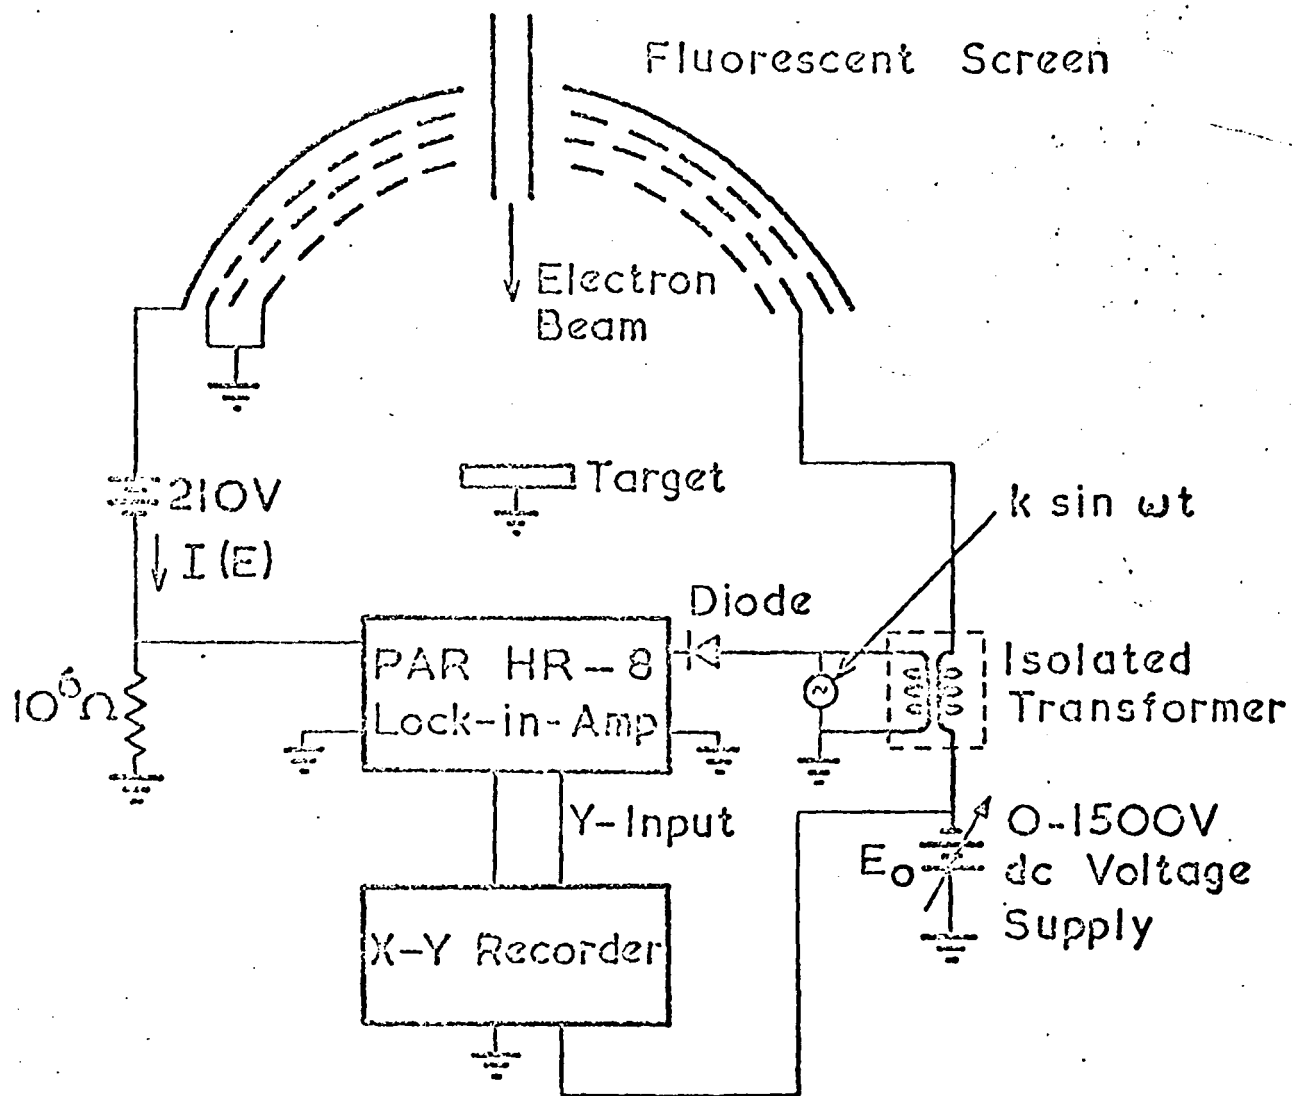 Fluorescent Screen
Electron
Beam
210V
I(E)
Target
k sin ωt
Diode
PAR HR-8
Lock-in-Amp
Isolated
Transformer
10⁶Ω
Y-Input
0-1500V
dc Voltage
Supply
E₀
X-Y Recorder